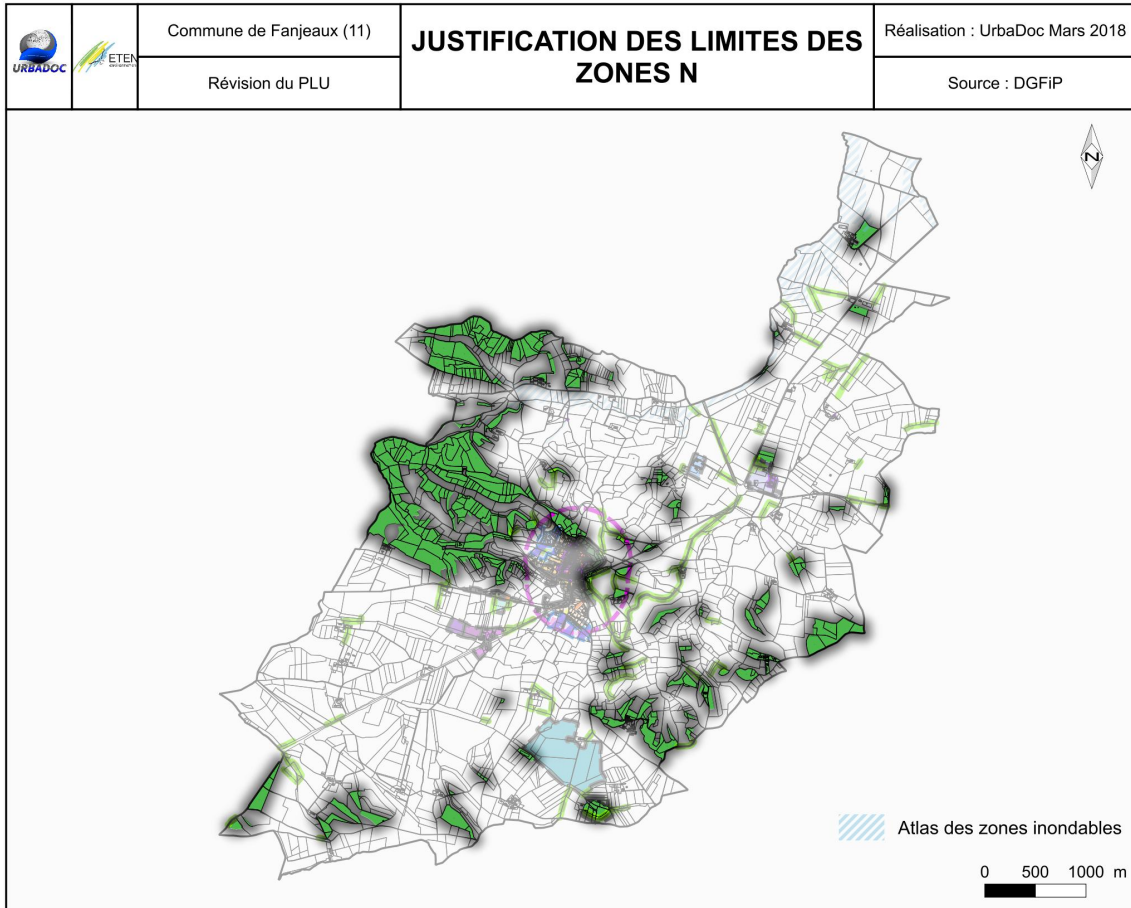 URBADOC
ETEN
Commune de Fanjeaux (11)
Révision du PLU
JUSTIFICATION DES LIMITES DES
ZONES N
Réalisation : UrbaDoc Mars 2018
Source : DGFiP
N
Atlas des zones inondables
0 500 1000 m